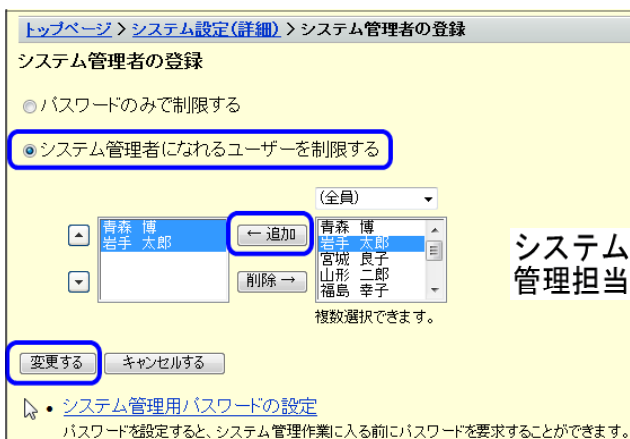 トップページ > システム設定(詳細) > システム管理者の登録
システム管理者の登録
パスワードのみで制限する
システム管理者になれるユーザーを制限する
(全員)
青森 博
岩手 太郎
← 追加
削除 →
青森 博
岩手 太郎
宮城 良子
山形 二郎
福島 幸子
複数選択できます。
システム
管理担当
変更する キャンセルする
• システム管理用パスワードの設定
パスワードを設定すると、システム管理作業に入る前にパスワードを要求することができます。